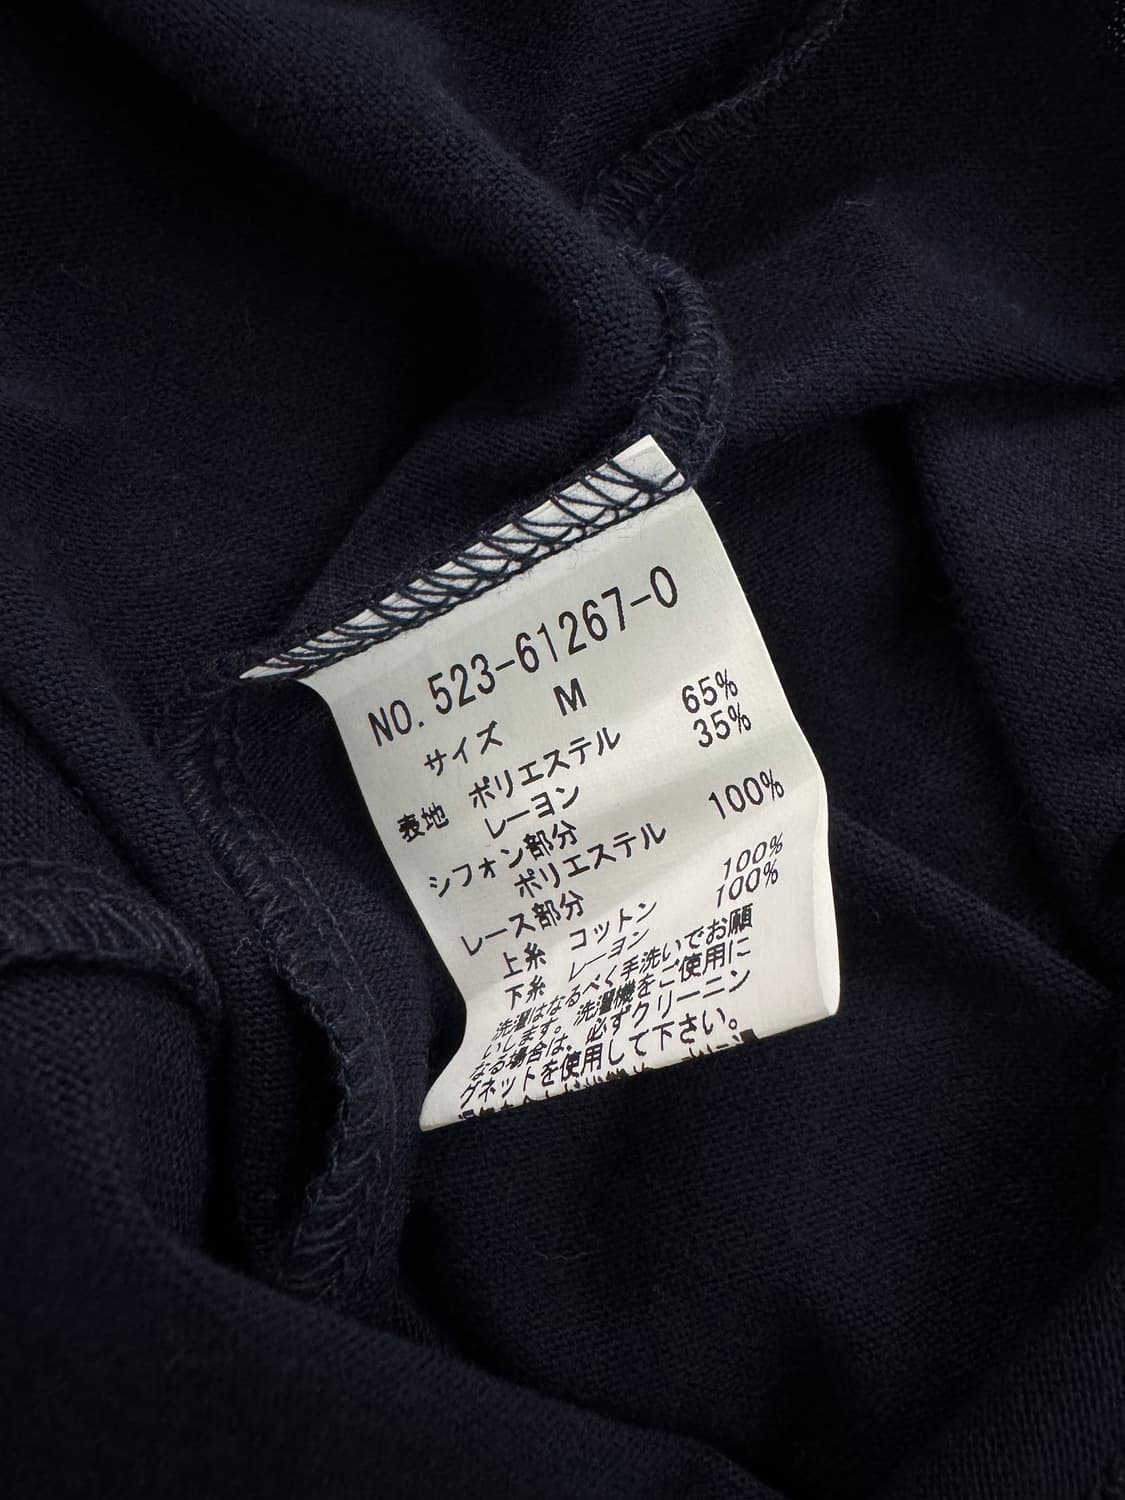 NO. 523-61267-0
サイズ M
表地 ポリエステル 65%
レーヨン 35%
シフォン部分
ポリエステル 100%
レース部分
上糸 コットン 100%
下糸 レーヨン 100%
洗濯はなるべく手洗いでお願
いします。洗濯機をご使用に
なる場合は、必ずクリーニン
グネットを使用して下さい。